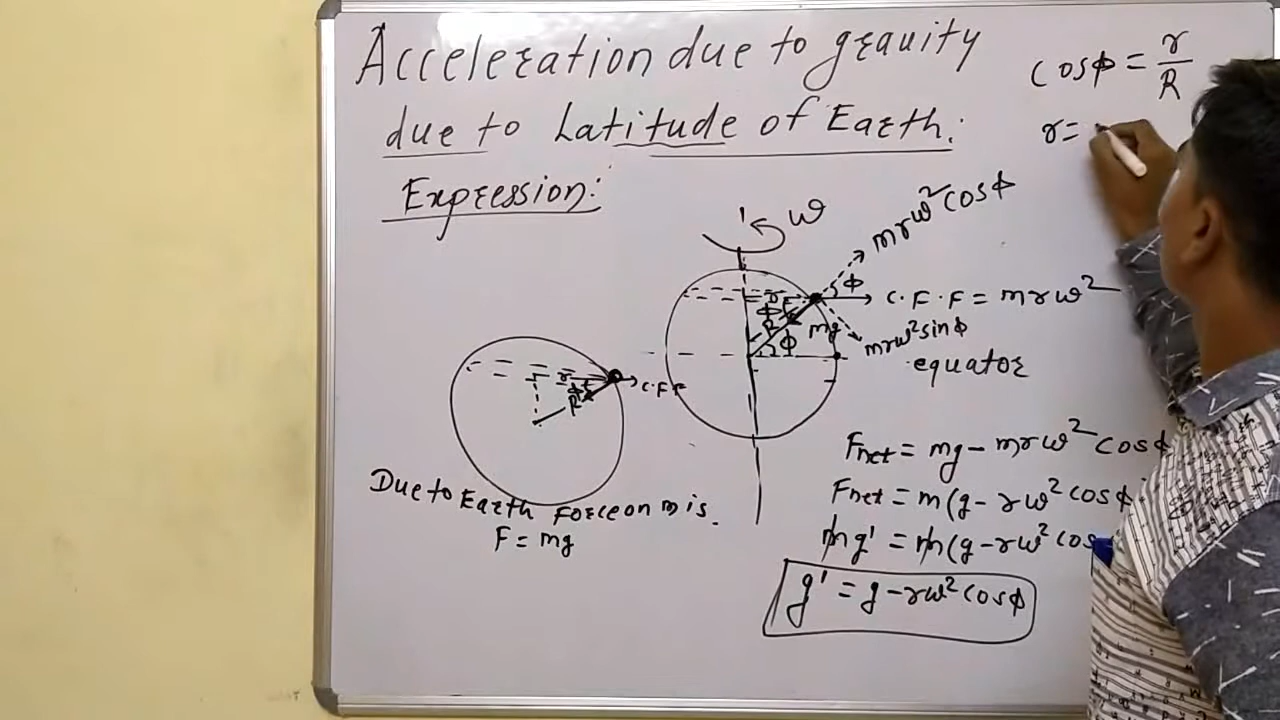 Acceleration due to gravity
due to Latitude of Earth:
Expression:
cosϕ = r/R
r =
ω
mrω² cosϕ
ϕ
C.F.F = mrω²
r
ϕ
R
mg
ϕ
mrω² sinϕ
equator
r
C.F.F
ϕ
R
Due to Earth force on m is.
F = mg
Fnet = mg - mrω² cosϕ
Fnet = m(g - rω² cosϕ
mg' = m(g - rω² cos
g' = g - rω² cosϕ